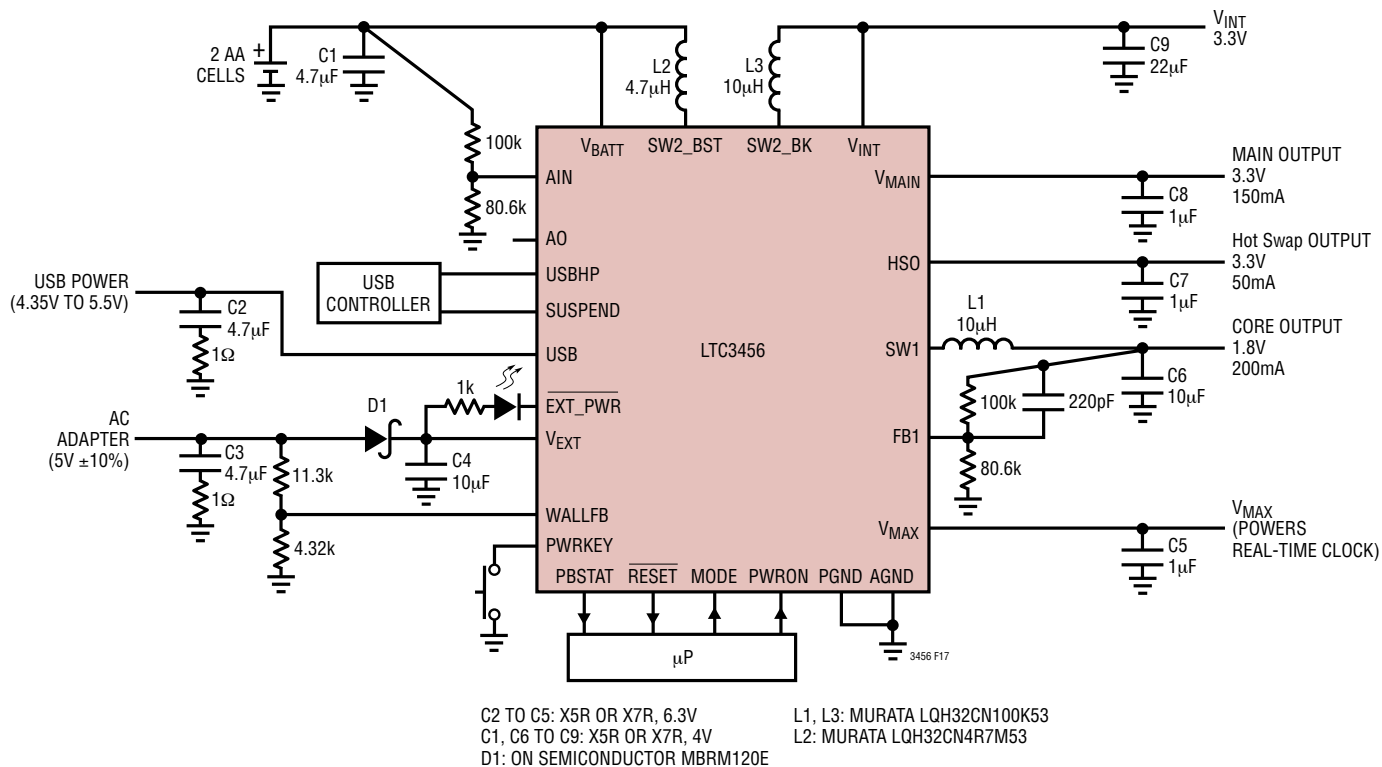 2 AA
CELLS
+
C1
4.7µF
L2
4.7µH
L3
10µH
C9
22µF
VINT
3.3V
100k
80.6k
VBATT
SW2_BST
SW2_BK
VINT
AIN
VMAIN
MAIN OUTPUT
3.3V
150mA
C8
1µF
AO
USBHP
SUSPEND
USB
CONTROLLER
HSO
Hot Swap OUTPUT
3.3V
50mA
C7
1µF
USB POWER
(4.35V TO 5.5V)
C2
4.7µF
1Ω
USB
LTC3456
SW1
L1
10µH
CORE OUTPUT
1.8V
200mA
C6
10µF
100k
220pF
FB1
80.6k
1k
EXT_PWR
D1
AC
ADAPTER
(5V ±10%)
C3
4.7µF
1Ω
11.3k
4.32k
C4
10µF
VEXT
WALLFB
PWRKEY
VMAX
VMAX
(POWERS
REAL-TIME CLOCK)
C5
1µF
PBSTAT
RESET
MODE
PWRON
PGND
AGND
µP
3456 F17
C2 TO C5: X5R OR X7R, 6.3V
C1, C6 TO C9: X5R OR X7R, 4V
D1: ON SEMICONDUCTOR MBRM120E
L1, L3: MURATA LQH32CN100K53
L2: MURATA LQH32CN4R7M53